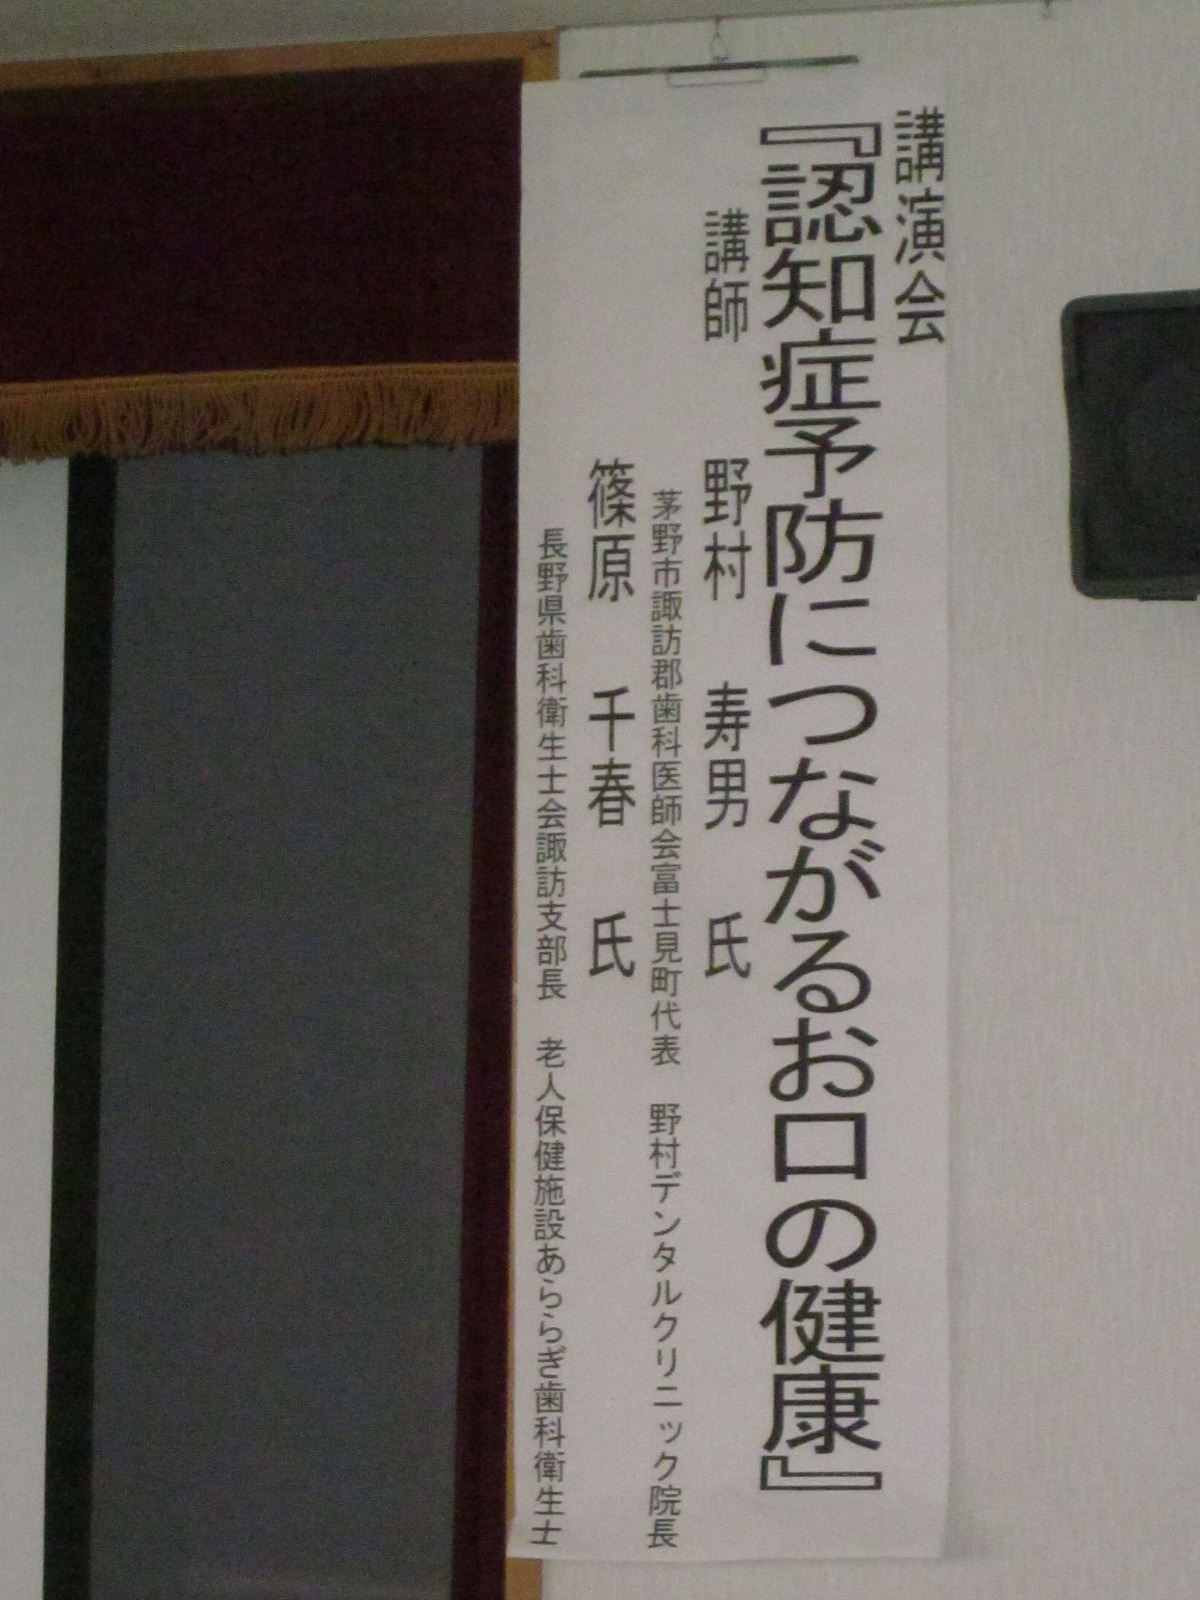 講演会
『認知症予防につながるお口の健康』
講師　野村　寿男　氏
茅野市諏訪郡歯科医師会富士見町代表　野村デンタルクリニック院長
篠原　千春　氏
長野県歯科衛生士会諏訪支部長　老人保健施設あららぎ歯科衛生士